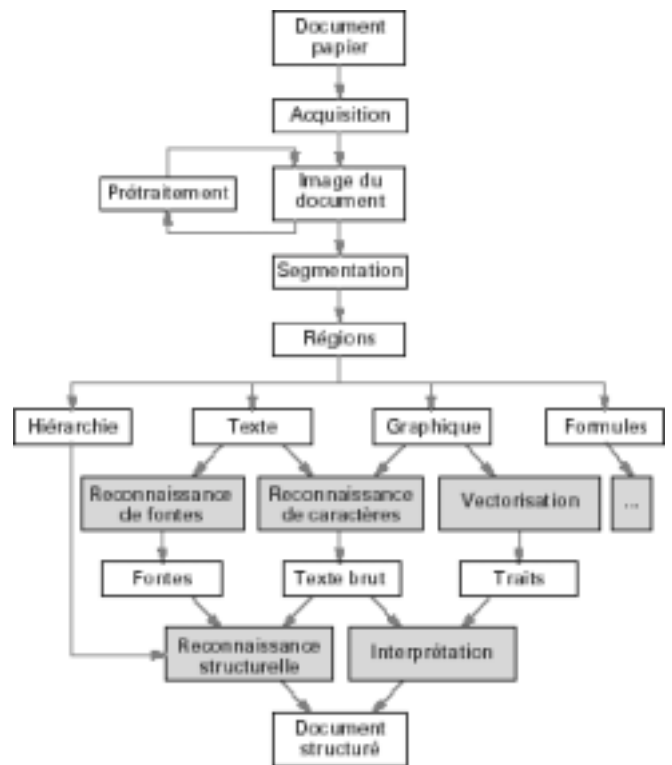 Document
papier
Acquisition
Prétraitement
Image du
document
Segmentation
Régions
Hiérarchie
Texte
Graphique
Formules
Reconnaissance
de fontes
Reconnaissance
de caractères
Vectorisation
...
Fontes
Texte brut
Traits
Reconnaissance
structurelle
Interprétation
Document
structuré